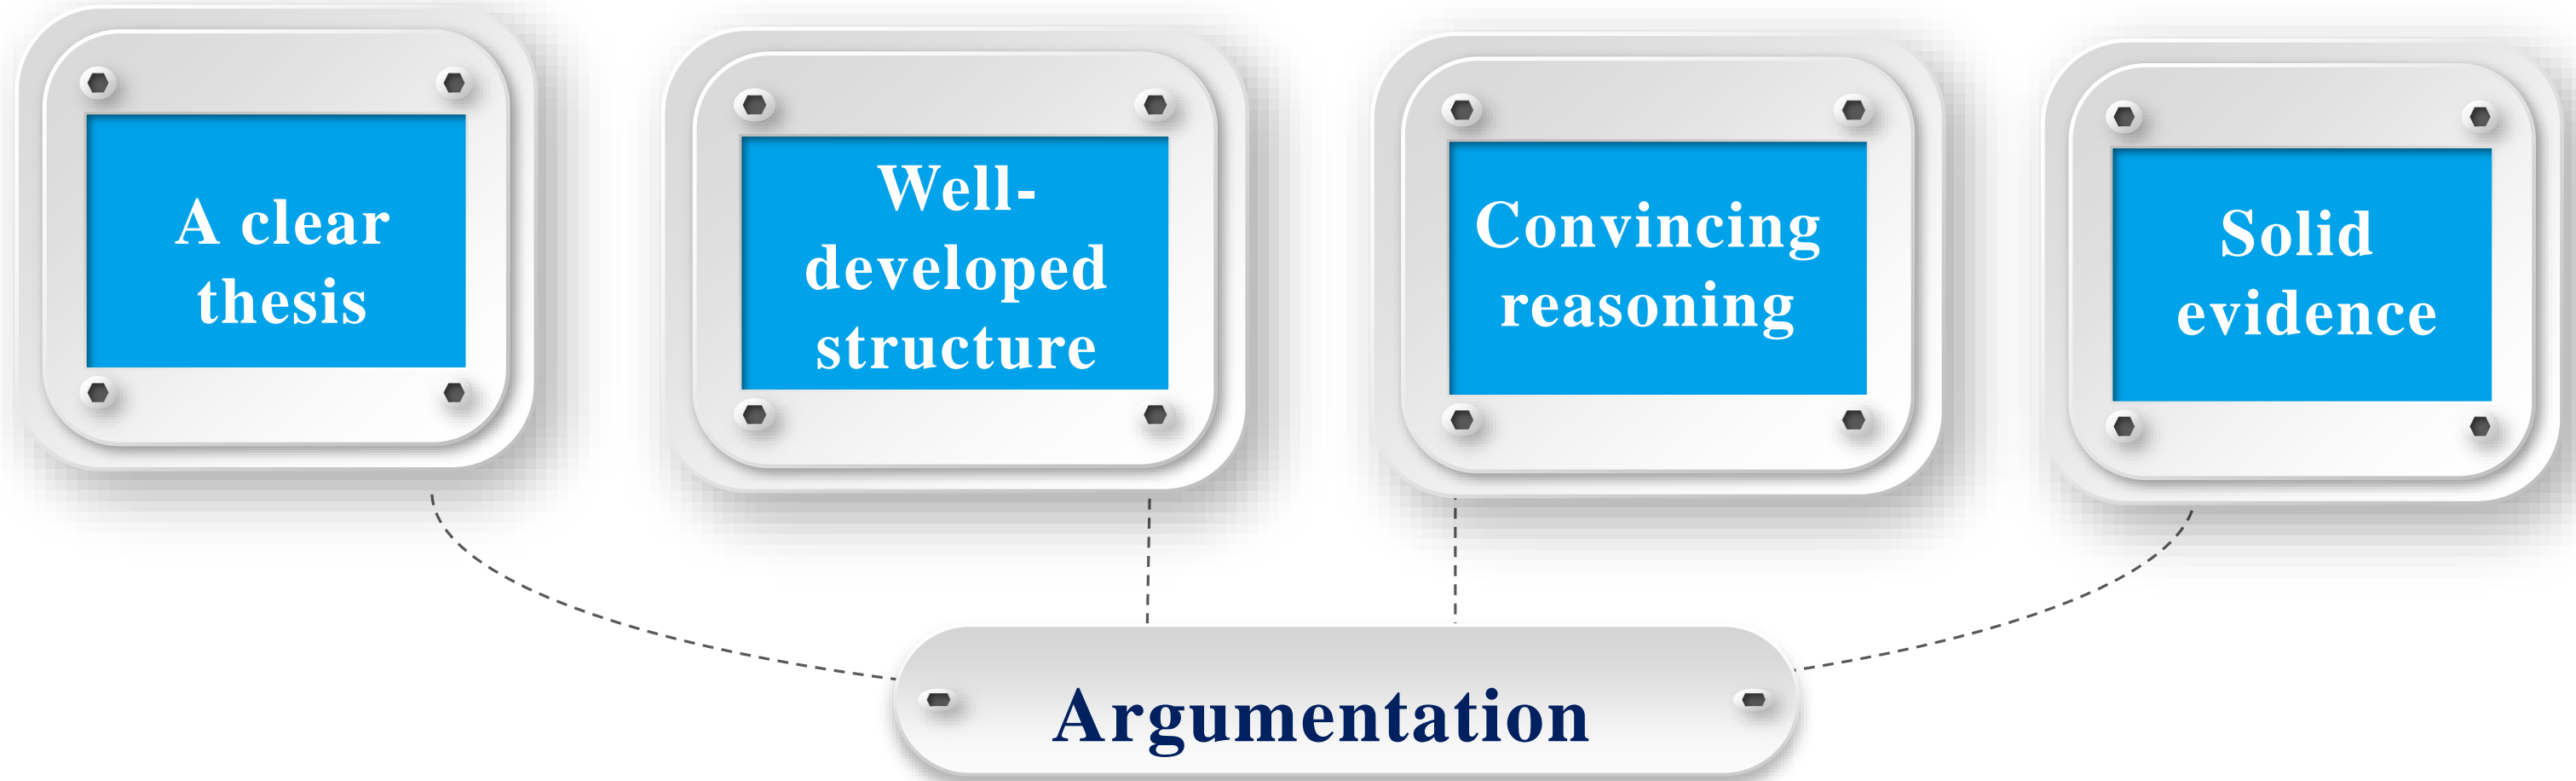 A clear
thesis
Well-
developed
structure
Convincing
reasoning
Solid
evidence
Argumentation